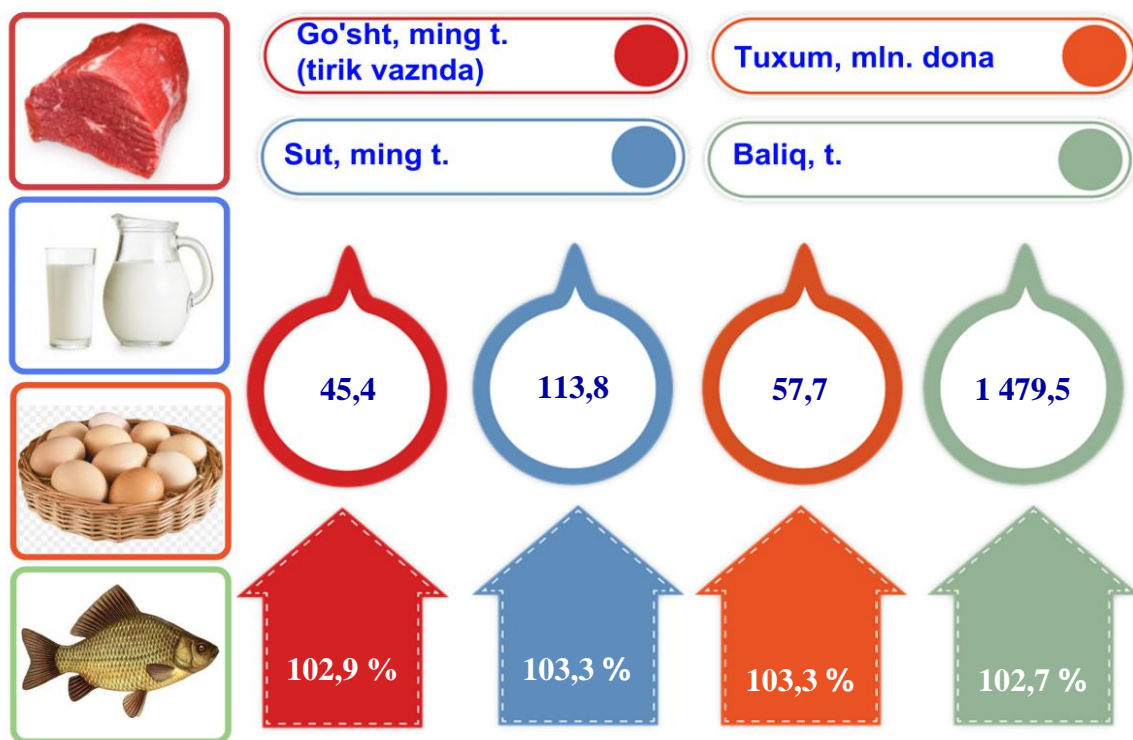 Go'sht, ming t.
(tirik vaznda)
Tuxum, mln. dona
Sut, ming t.
Baliq, t.
45,4
113,8
57,7
1 479,5
102,9 %
103,3 %
103,3 %
102,7 %